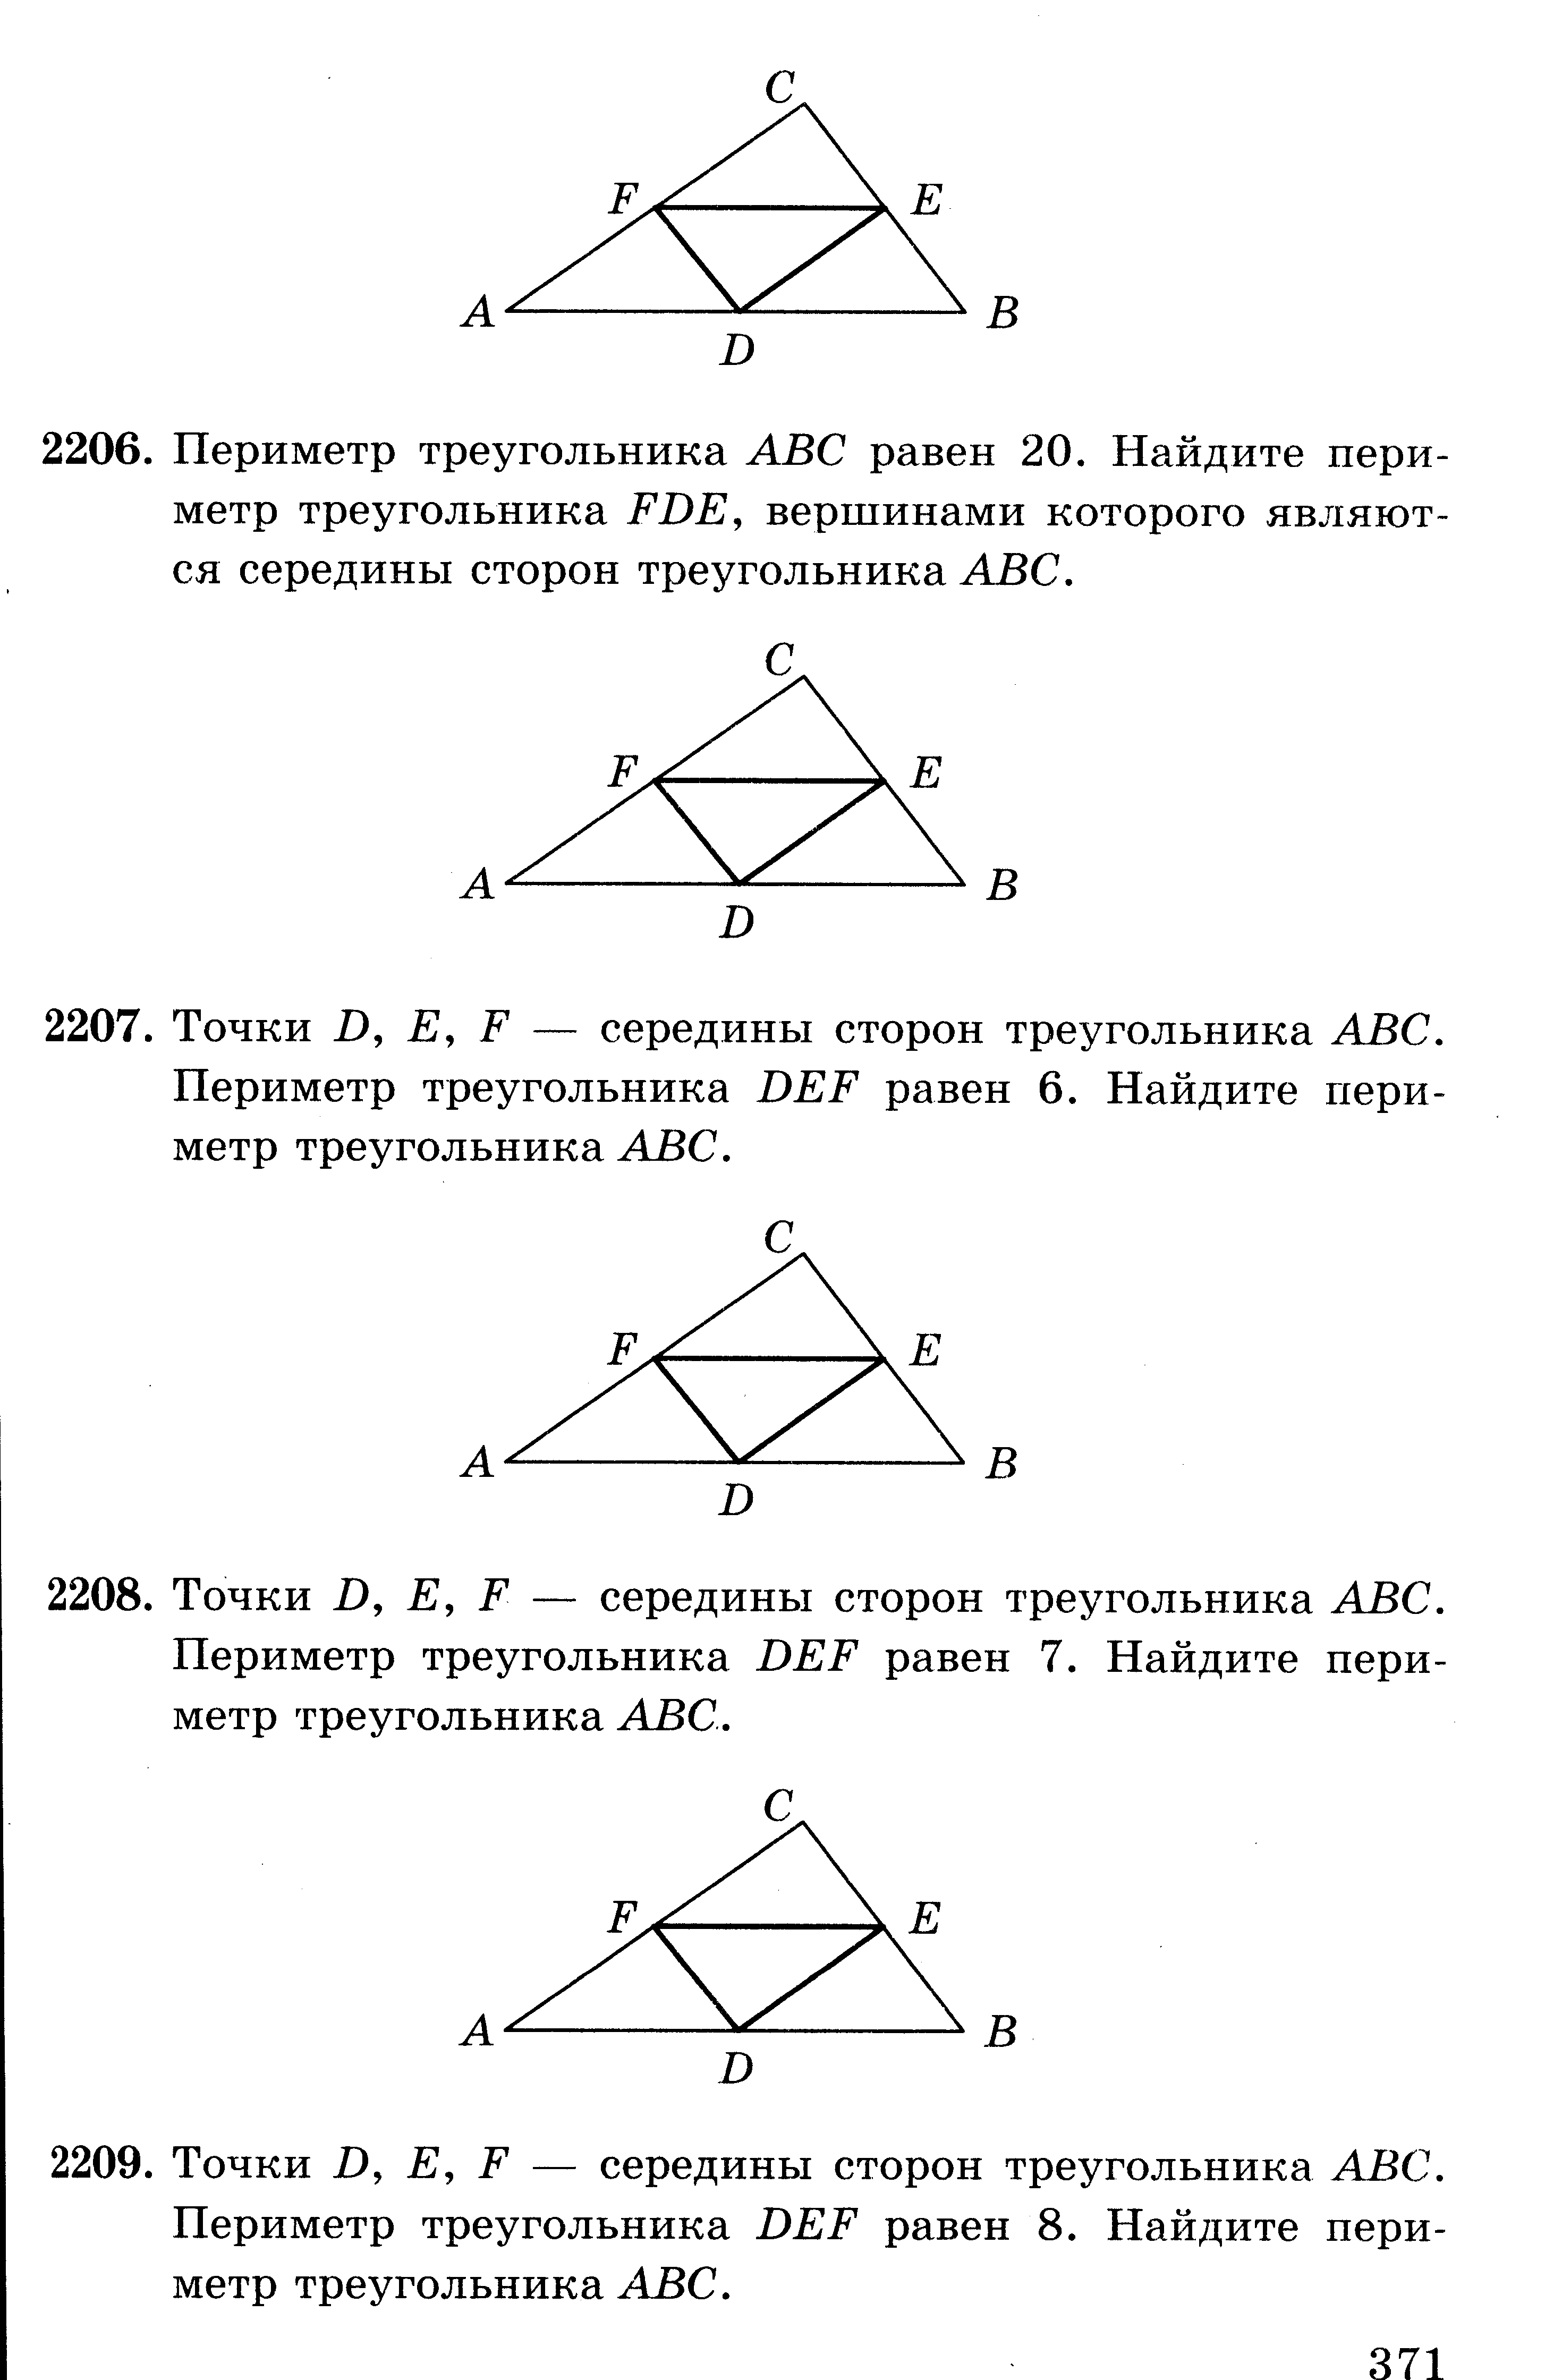 C
F E
A B
D
2206. Периметр треугольника ABC равен 20. Найдите пери-
метр треугольника FDE, вершинами которого являют-
ся середины сторон треугольника ABC.
C
F E
A B
D
2207. Точки D, E, F — середины сторон треугольника ABC.
Периметр треугольника DEF равен 6. Найдите пери-
метр треугольника ABC.
C
F E
A B
D
2208. Точки D, E, F — середины сторон треугольника ABC.
Периметр треугольника DEF равен 7. Найдите пери-
метр треугольника ABC.
C
F E
A B
D
2209. Точки D, E, F — середины сторон треугольника ABC.
Периметр треугольника DEF равен 8. Найдите пери-
метр треугольника ABC.
371